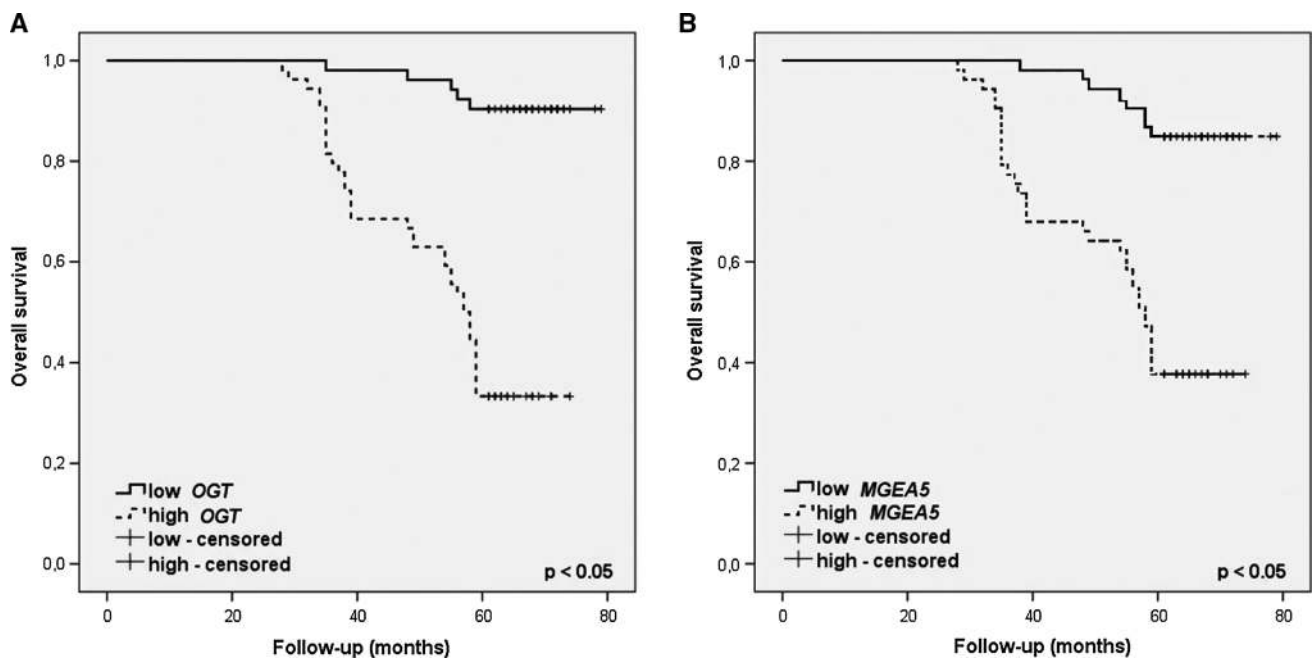 A
Overall survival
1,0
0,8
0,6
0,4
0,2
0,0
low OGT
high OGT
low - censored
high - censored
p < 0.05
0 20 40 60 80
Follow-up (months)
B
Overall survival
1,0
0,8
0,6
0,4
0,2
0,0
low MGEA5
high MGEA5
low - censored
high - censored
p < 0.05
0 20 40 60 80
Follow-up (months)